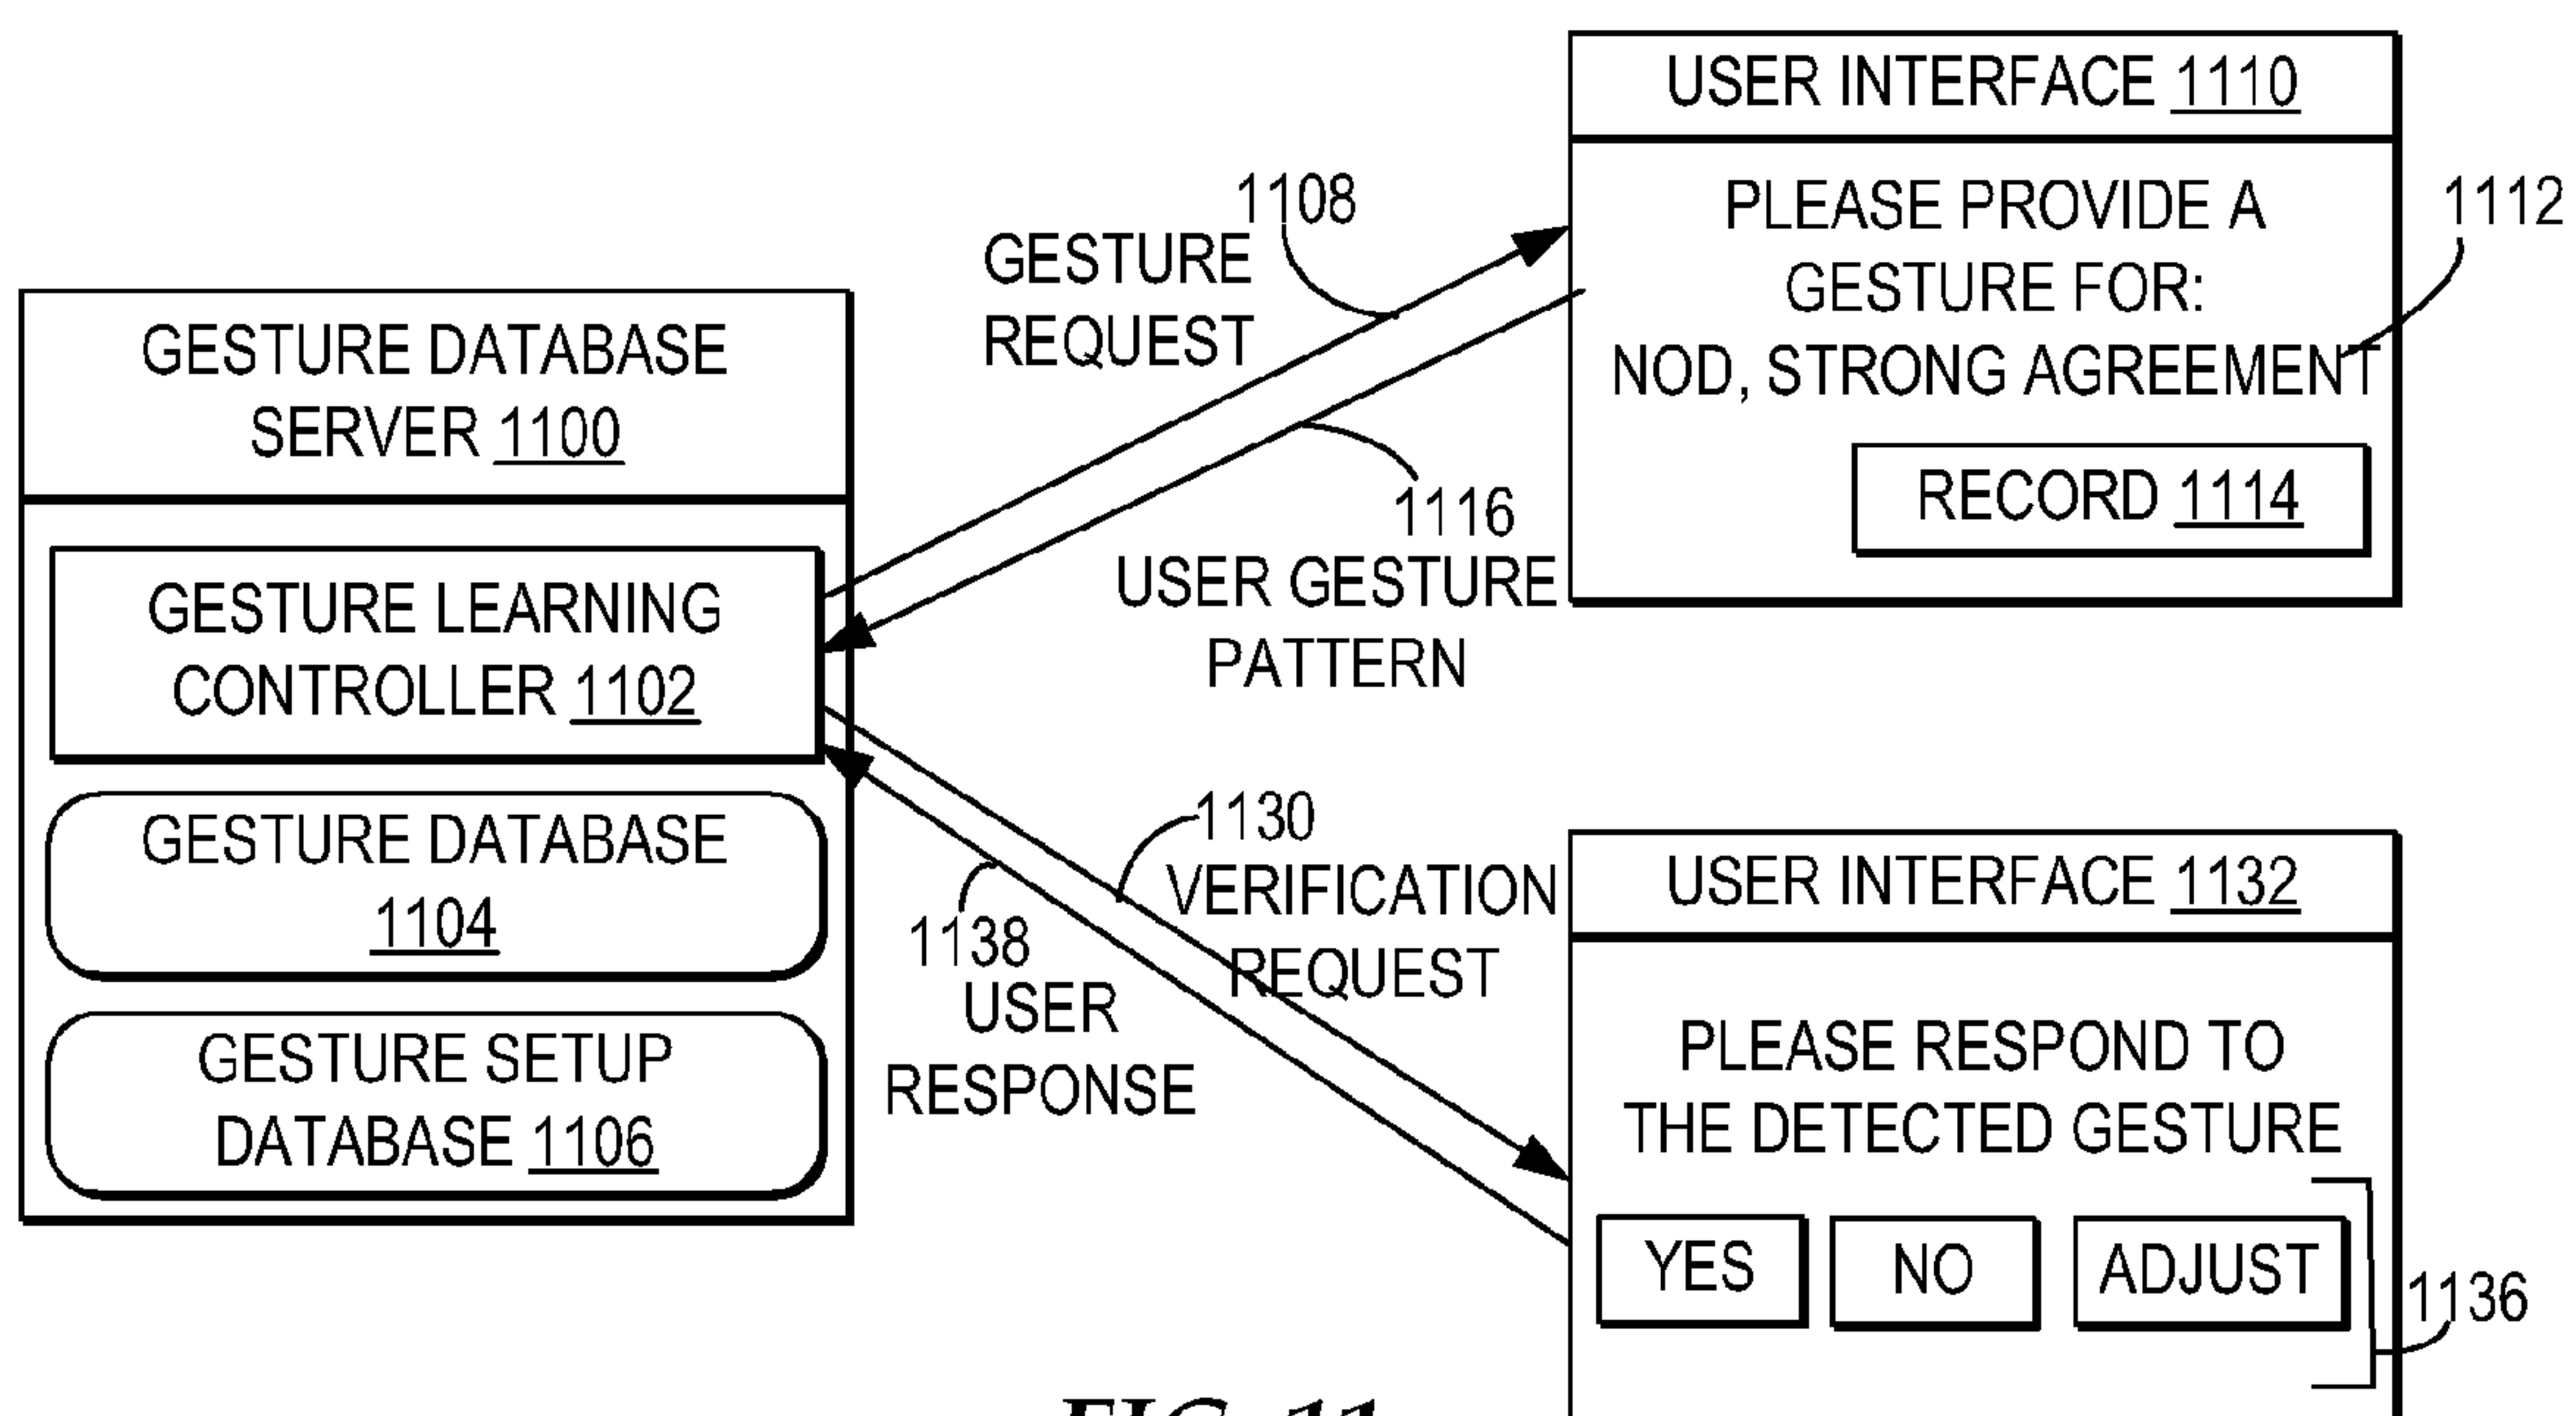 GESTURE DATABASE
SERVER 1100
GESTURE LEARNING
CONTROLLER 1102
GESTURE DATABASE
1104
GESTURE SETUP
DATABASE 1106
1108
GESTURE
REQUEST
1116
USER GESTURE
PATTERN
1130
VERIFICATION
REQUEST
1138
USER
RESPONSE
USER INTERFACE 1110
PLEASE PROVIDE A
GESTURE FOR:
NOD, STRONG AGREEMENT
1112
RECORD 1114
USER INTERFACE 1132
PLEASE RESPOND TO
THE DETECTED GESTURE
YES NO ADJUST
1136
FIG. 11